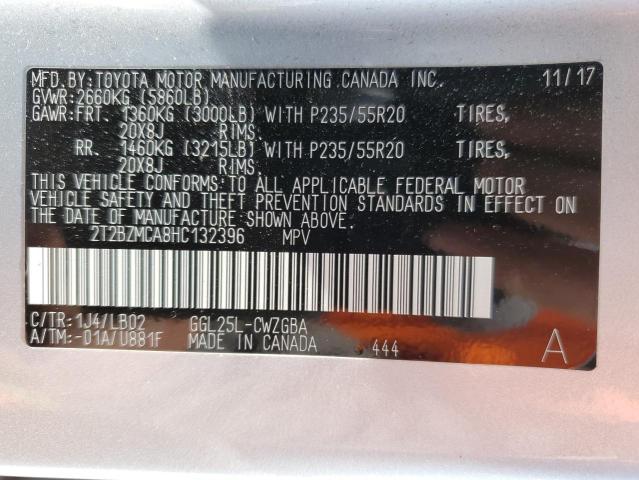 MFD.BY:TOYOTA MOTOR MANUFACTURING CANADA INC. 11/17
GVWR:2660KG (5860LB)
GAWR:FRT. 1360KG (3000LB) WITH P235/55R20 TIRES,
20X8J RIMS.
RR. 1460KG (3215LB) WITH P235/55R20 TIRES,
20X8J RIMS.
THIS VEHICLE CONFORMS TO ALL APPLICABLE FEDERAL MOTOR
VEHICLE SAFETY AND THEFT PREVENTION STANDARDS IN EFFECT ON
THE DATE OF MANUFACTURE SHOWN ABOVE.
2T2BZMCA8HC132396 MPV
C/TR:1J4/LB02 GGL25L-CWZGBA
A/TM:-01A/U881F MADE IN CANADA 444 A